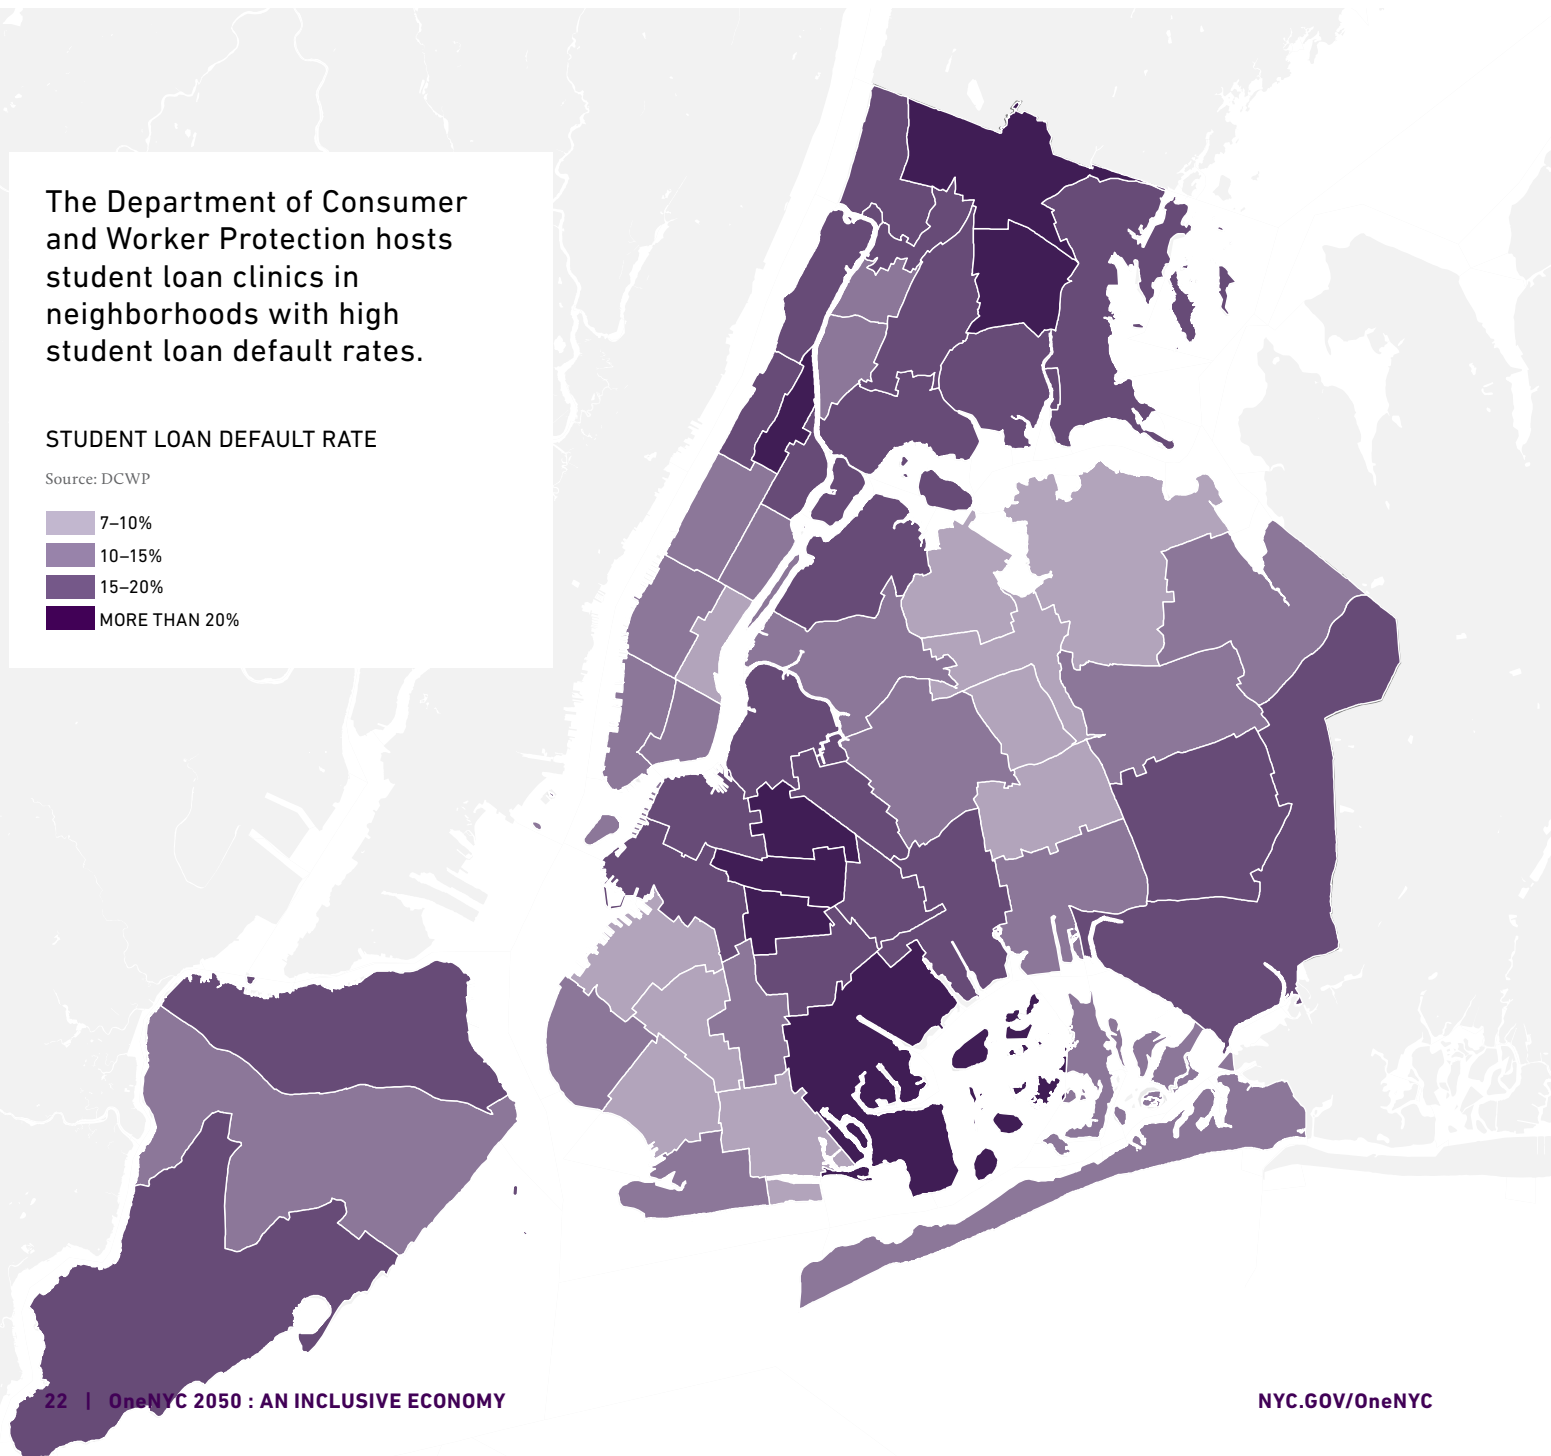 The Department of Consumer
and Worker Protection hosts
student loan clinics in
neighborhoods with high
student loan default rates.
STUDENT LOAN DEFAULT RATE
Source: DCWP
7–10%
10–15%
15–20%
MORE THAN 20%
22 | OneNYC 2050 : AN INCLUSIVE ECONOMY
NYC.GOV/OneNYC